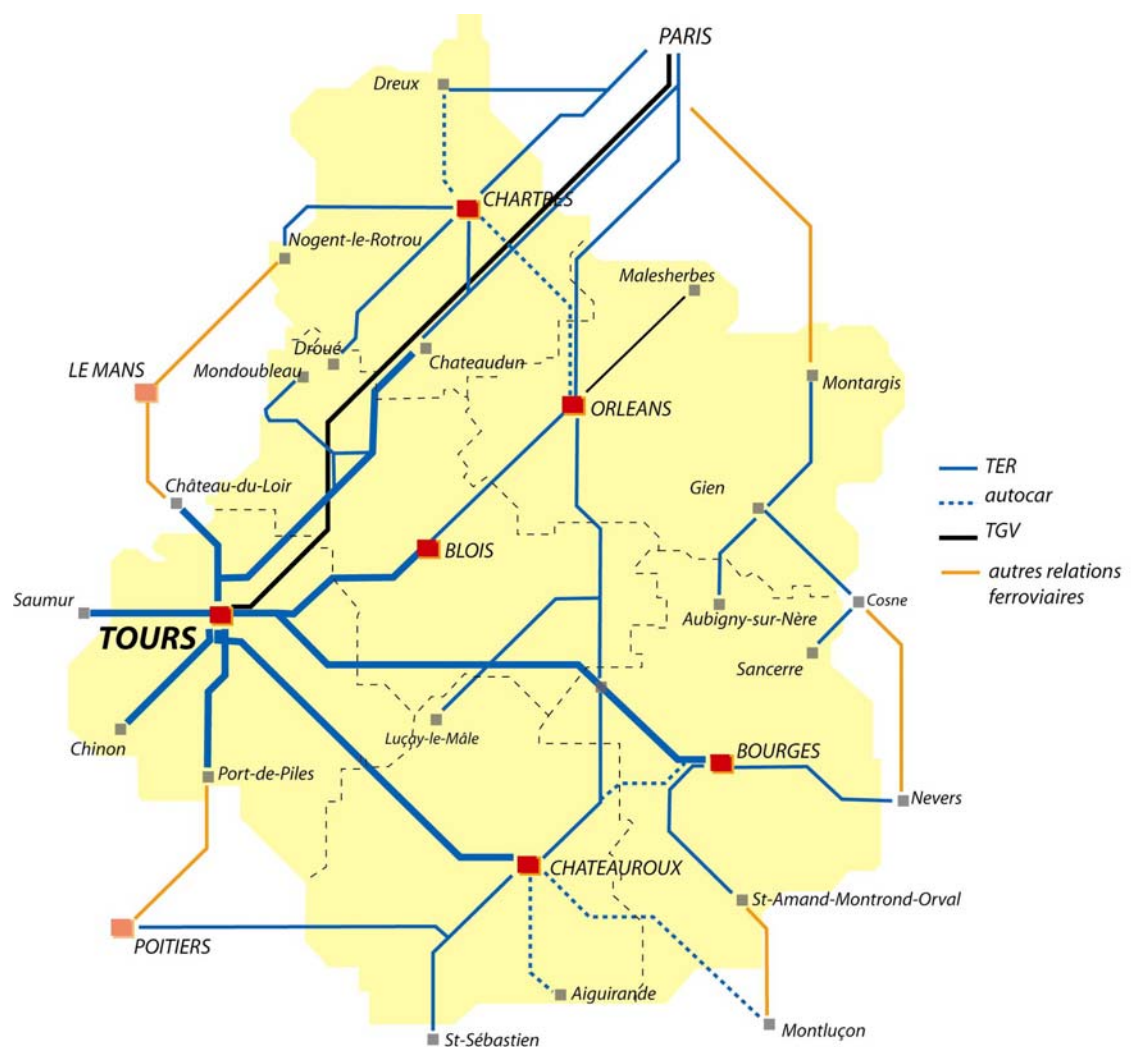 PARIS
Dreux
CHARTRES
Nogent-le-Rotrou
Malesherbes
Droué
Chateaudun
LE MANS
Mondoubleau
Montargis
ORLEANS
TER
Château-du-Loir
Gien
autocar
TGV
BLOIS
autres relations
ferroviaires
Saumur
Cosne
TOURS
Aubigny-sur-Nère
Sancerre
Luçay-le-Mâle
Chinon
BOURGES
Port-de-Piles
Nevers
CHATEAUROUX
St-Amand-Montrond-Orval
POITIERS
Aiguirande
Montluçon
St-Sébastien